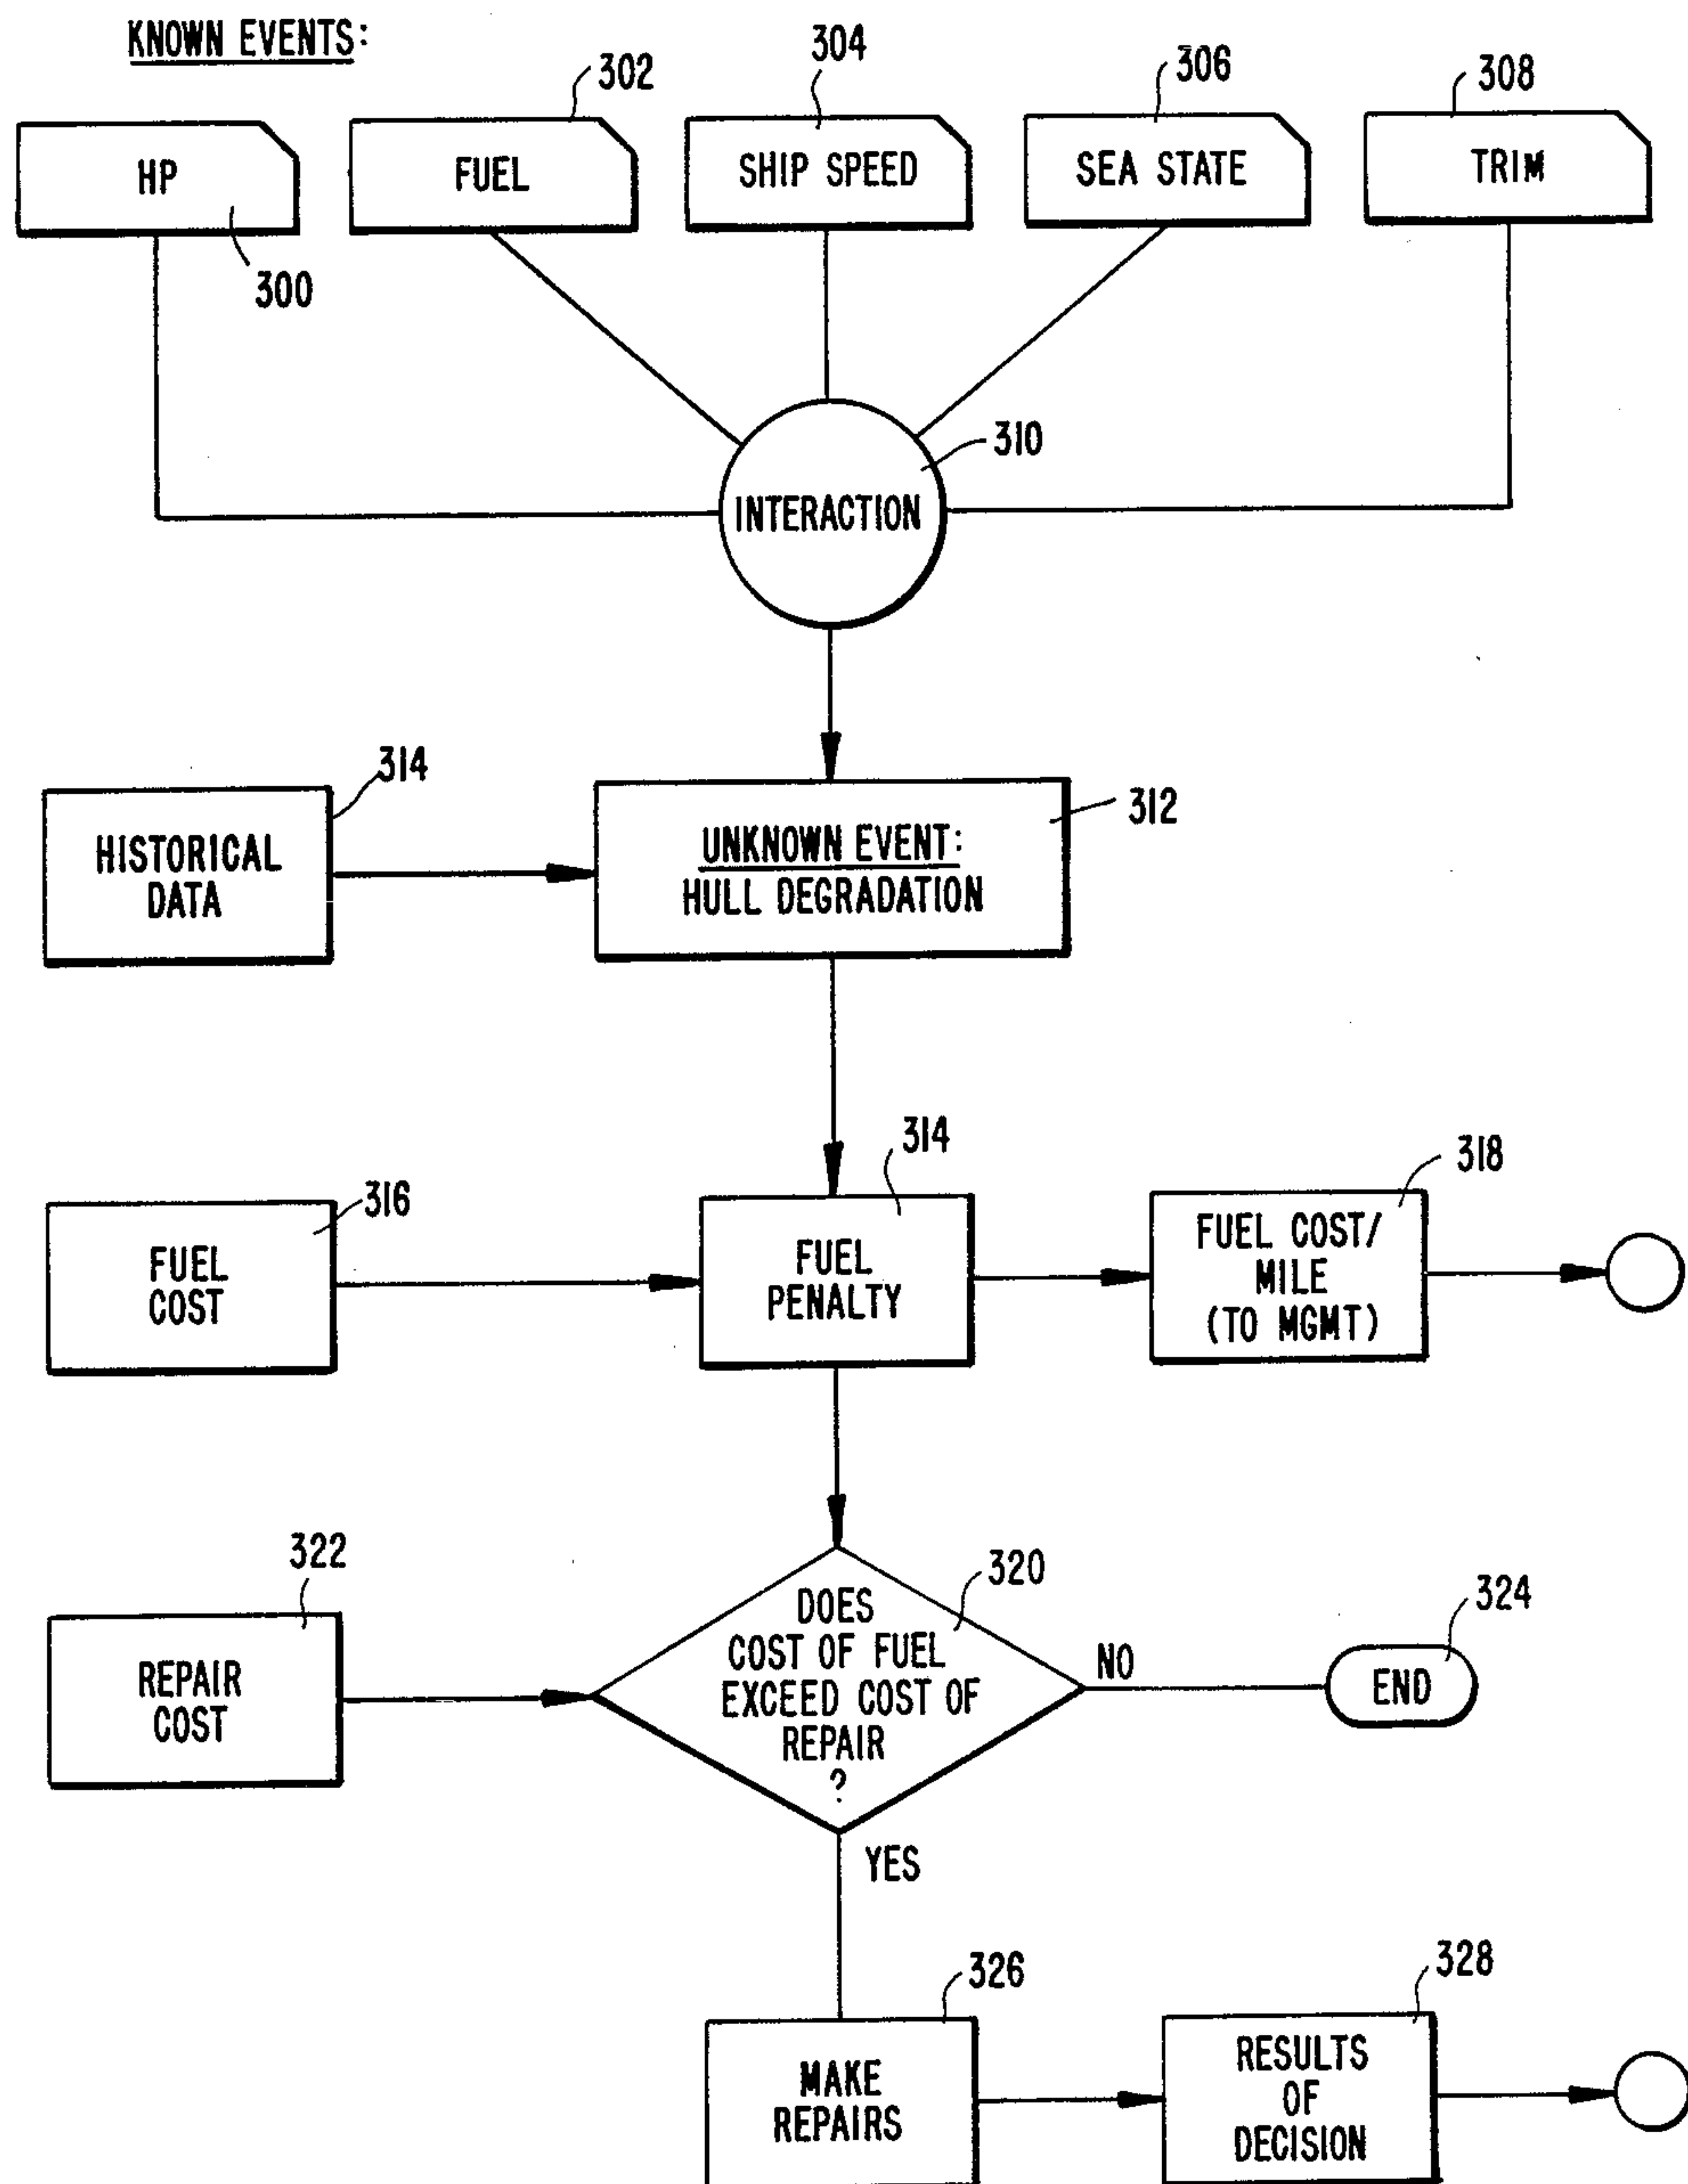 KNOWN EVENTS:
302
304
306
308
HP
FUEL
SHIP SPEED
SEA STATE
TRIM
300
310
INTERACTION
314
312
HISTORICAL
DATA
UNKNOWN EVENT:
HULL DEGRADATION
316
314
318
FUEL
COST
FUEL
PENALTY
FUEL COST/
MILE
(TO MGMT)
322
320
324
REPAIR
COST
DOES
COST OF FUEL
EXCEED COST OF
REPAIR
?
NO
END
YES
326
328
MAKE
REPAIRS
RESULTS
OF
DECISION